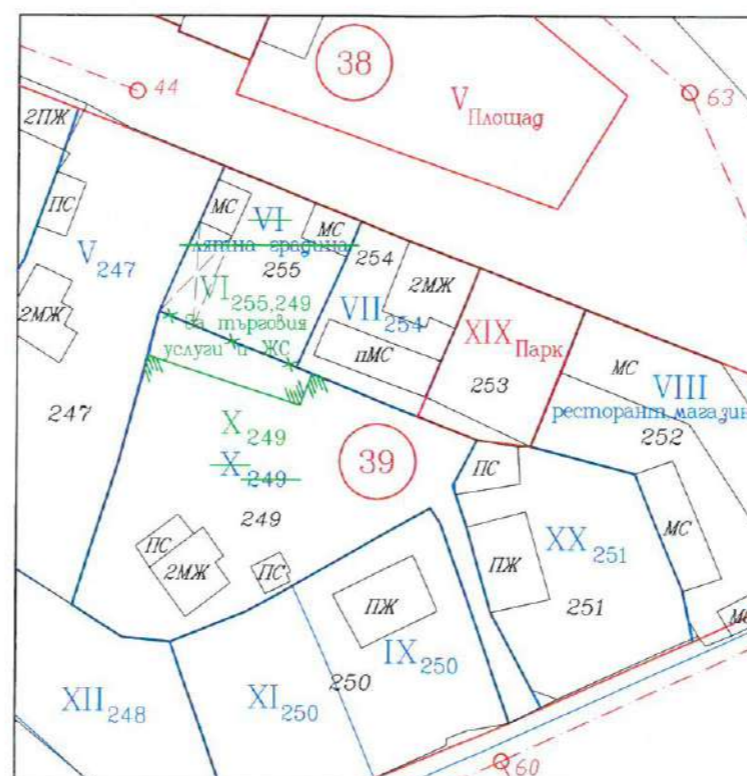 38
44
63
V Площад
2ПЖ
ПС
МС
VI
МС
лятна градина
255
254
2МЖ
V 247
VI 255,249
За търговия
услуги и ЖС
VII 254
пМС
XIX Парк
253
МС
VIII
ресторант, магазин
252
2МЖ
247
X 249
X 249
249
39
ПС
МС
ПС
2МЖ
ПС
ПЖ
XX 251
251
ПЖ
МС
IX 250
250
XII 248
XI 250
60